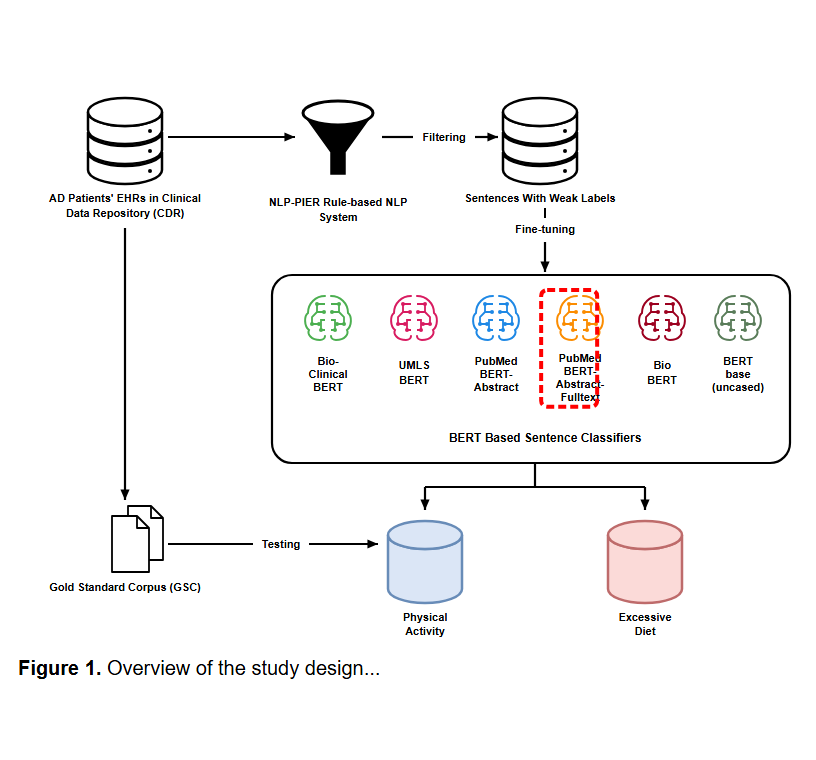 Filtering
AD Patients' EHRs in Clinical
Data Repository (CDR)
NLP-PIER Rule-based NLP
System
Sentences With Weak Labels
Fine-tuning
Bio-
Clinical
BERT
UMLS
BERT
PubMed
BERT-
Abstract
PubMed
BERT-
Abstract-
Fulltext
Bio
BERT
BERT
base
(uncased)
BERT Based Sentence Classifiers
Testing
Gold Standard Corpus (GSC)
Physical
Activity
Excessive
Diet
Figure 1. Overview of the study design...